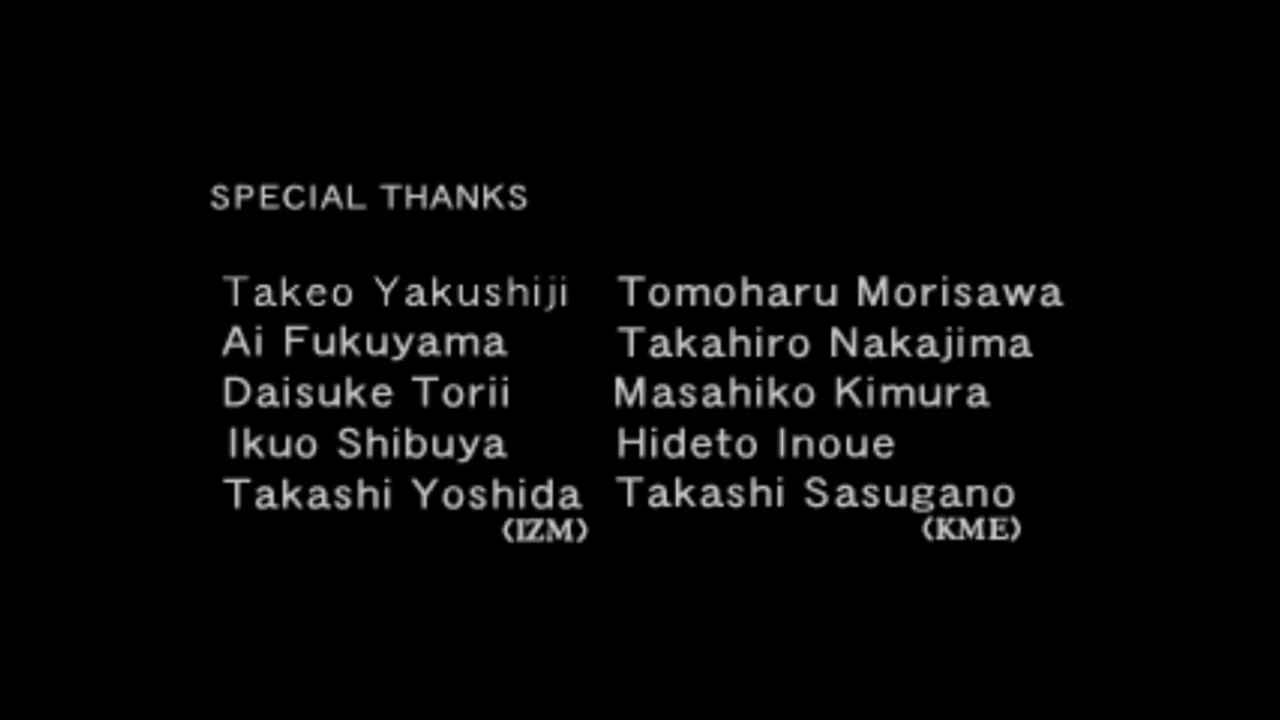 SPECIAL THANKS
Takeo Yakushiji
Ai Fukuyama
Daisuke Torii
Ikuo Shibuya
Takashi Yoshida
(IZM)
Tomoharu Morisawa
Takahiro Nakajima
Masahiko Kimura
Hideto Inoue
Takashi Sasugano
(KME)